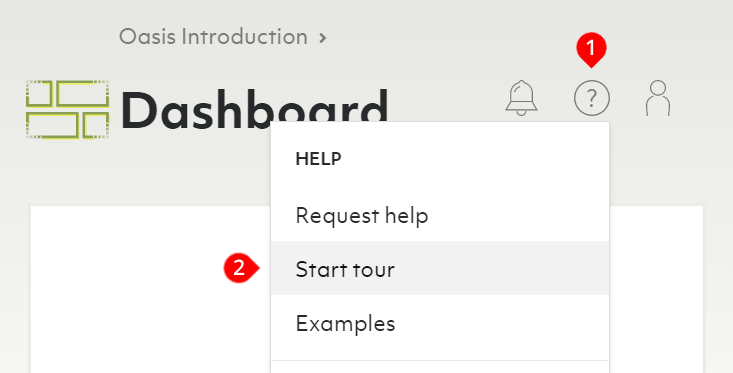 Oasis Introduction ›
1
?
Dashboard
HELP
Request help
2
Start tour
Examples